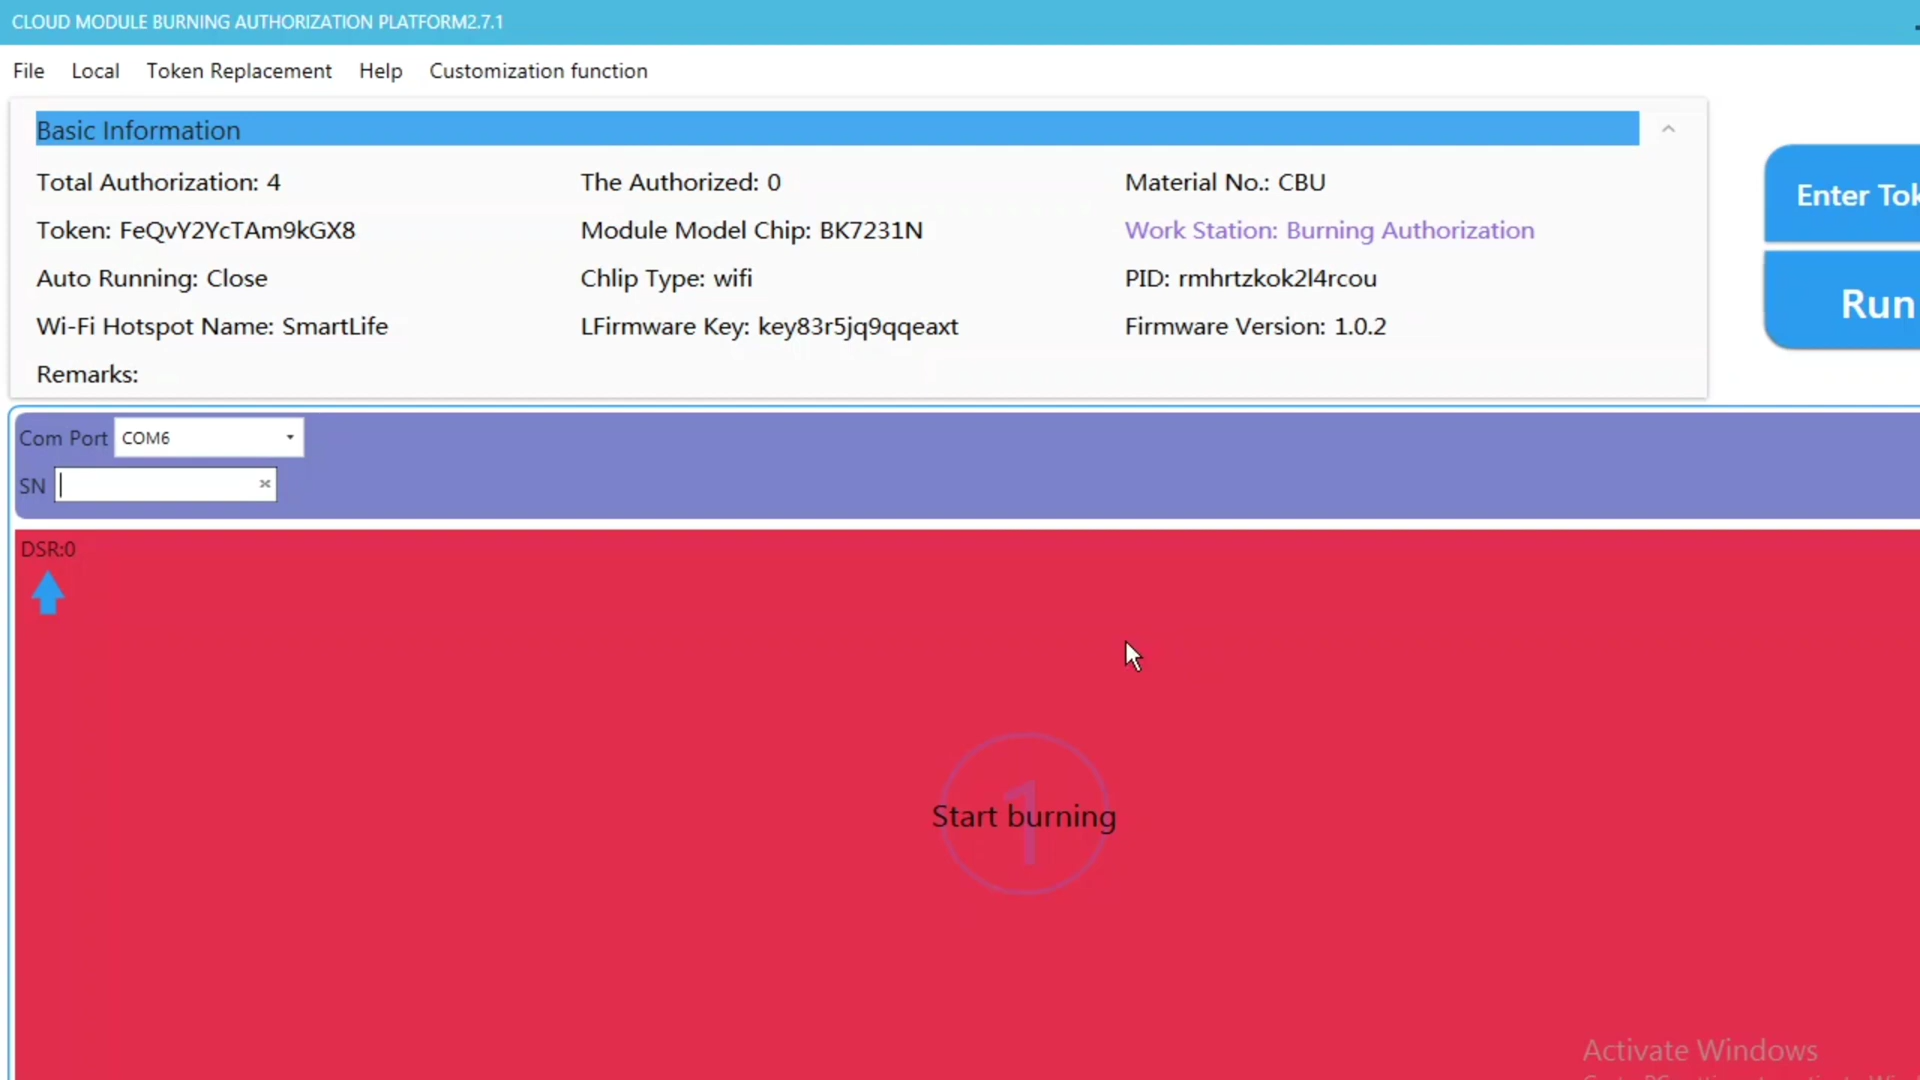 CLOUD MODULE BURNING AUTHORIZATION PLATFORM2.7.1
File Local Token Replacement Help Customization function
Basic Information
Total Authorization: 4 The Authorized: 0 Material No.: CBU
Token: FeQvY2YcTAm9kGX8 Module Model Chip: BK7231N Work Station: Burning Authorization
Auto Running: Close Chlip Type: wifi PID: rmhrtzkok2l4rcou
Wi-Fi Hotspot Name: SmartLife LFirmware Key: key83r5jq9qqeaxt Firmware Version: 1.0.2
Remarks:
Enter Tok
Run
Com Port COM6
SN
DSR:0
1
Start burning
Activate Windows